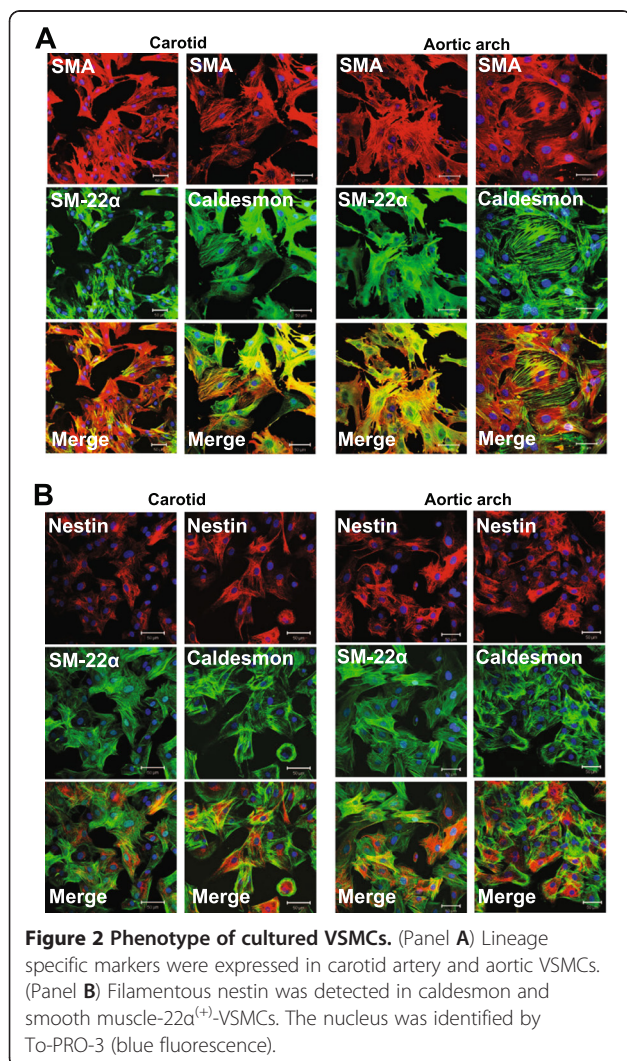 A
Carotid Aortic arch
SMA SMA SMA SMA
SM-22α Caldesmon SM-22α Caldesmon
Merge Merge Merge Merge
B
Carotid Aortic arch
Nestin Nestin Nestin Nestin
SM-22α Caldesmon SM-22α Caldesmon
Merge Merge Merge Merge
Figure 2 Phenotype of cultured VSMCs. (Panel A) Lineage
specific markers were expressed in carotid artery and aortic VSMCs.
(Panel B) Filamentous nestin was detected in caldesmon and
smooth muscle-22α(+)-VSMCs. The nucleus was identified by
To-PRO-3 (blue fluorescence).